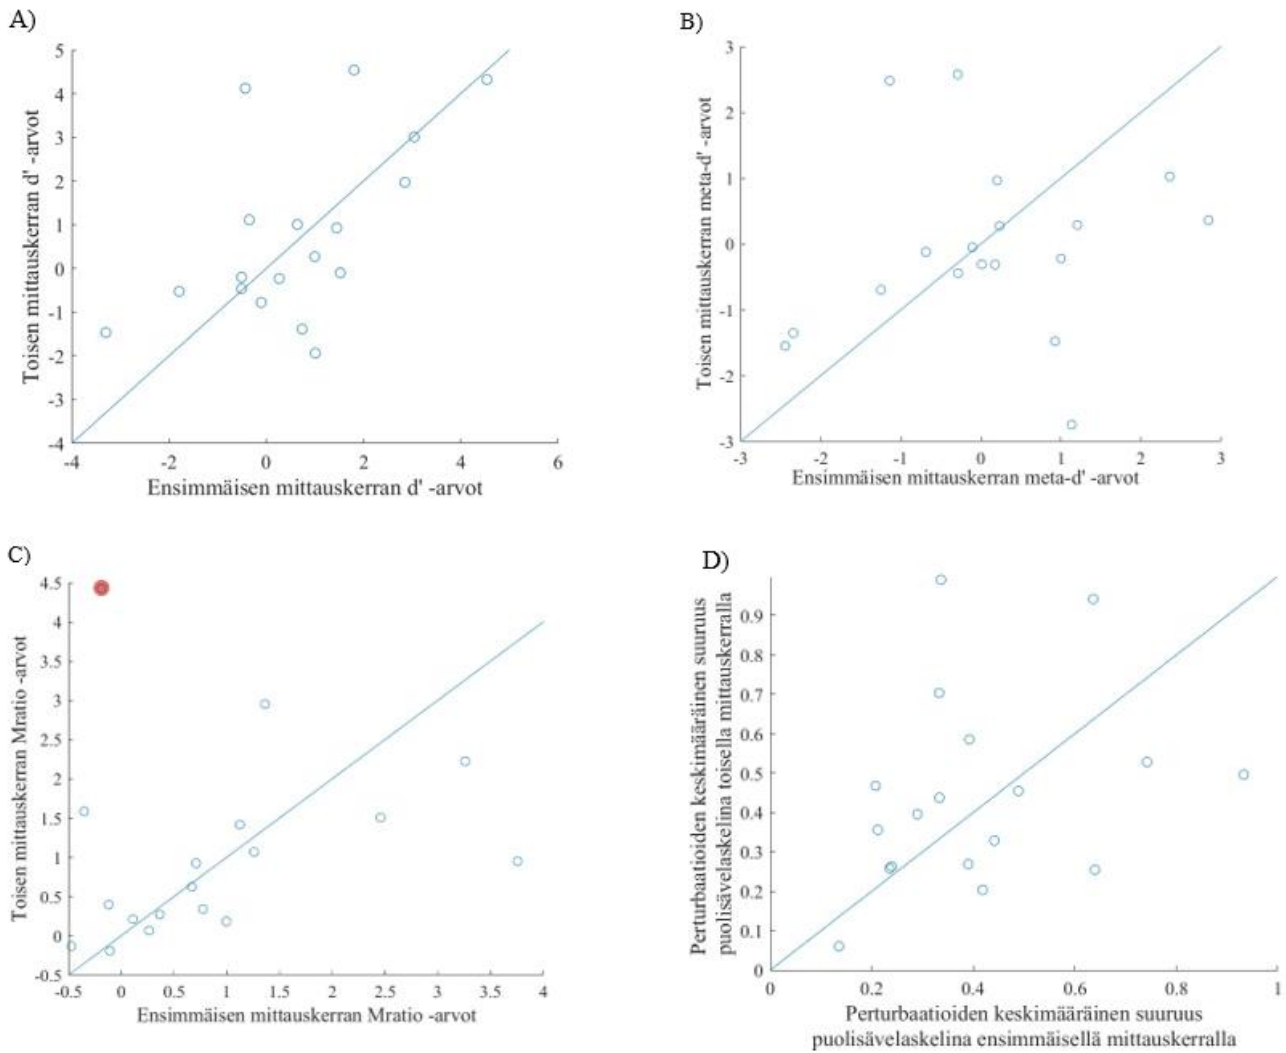 A)
5
4
3
2
1
0
-1
-2
-3
-4
-4 -2 0 2 4 6
Toisen mittauskerran d' -arvot
Ensimmäisen mittauskerran d' -arvot
B)
3
2
1
0
-1
-2
-3
-3 -2 -1 0 1 2 3
Toisen mittauskerran meta-d' -arvot
Ensimmäisen mittauskerran meta-d' -arvot
C)
4.5
4
3.5
3
2.5
2
1.5
1
0.5
0
-0.5
-0.5 0 0.5 1 1.5 2 2.5 3 3.5 4
Toisen mittauskerran Mratio -arvot
Ensimmäisen mittauskerran Mratio -arvot
D)
0.9
0.8
0.7
0.6
0.5
0.4
0.3
0.2
0.1
0
0 0.2 0.4 0.6 0.8 1
Perturbaatioiden keskimääräinen suuruus
puolisävelaskelina toisella mittauskerralla
Perturbaatioiden keskimääräinen suuruus
puolisävelaskelina ensimmäisellä mittauskerralla